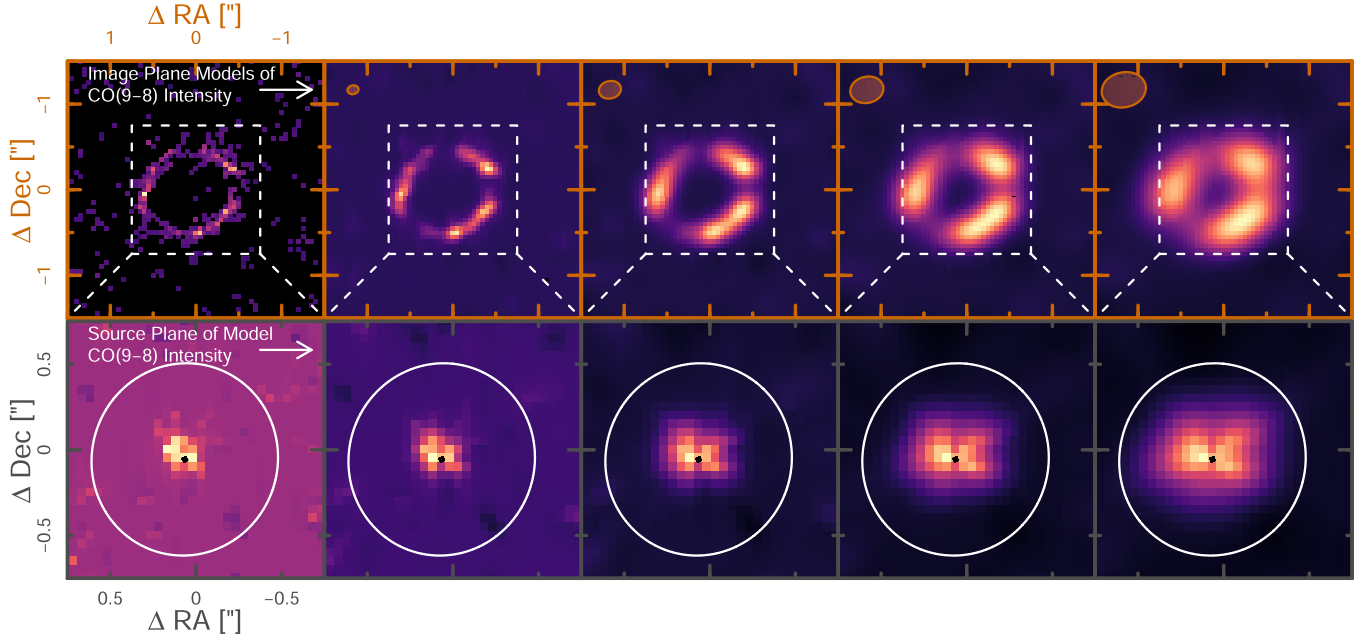 Δ RA ["]
1 0 −1
Image Plane Models of
CO(9−8) Intensity
Δ Dec ["]
−1
0
−1
Source Plane of Model
CO(9−8) Intensity
Δ Dec ["]
0.5
0
−0.5
0.5 0 −0.5
Δ RA ["]